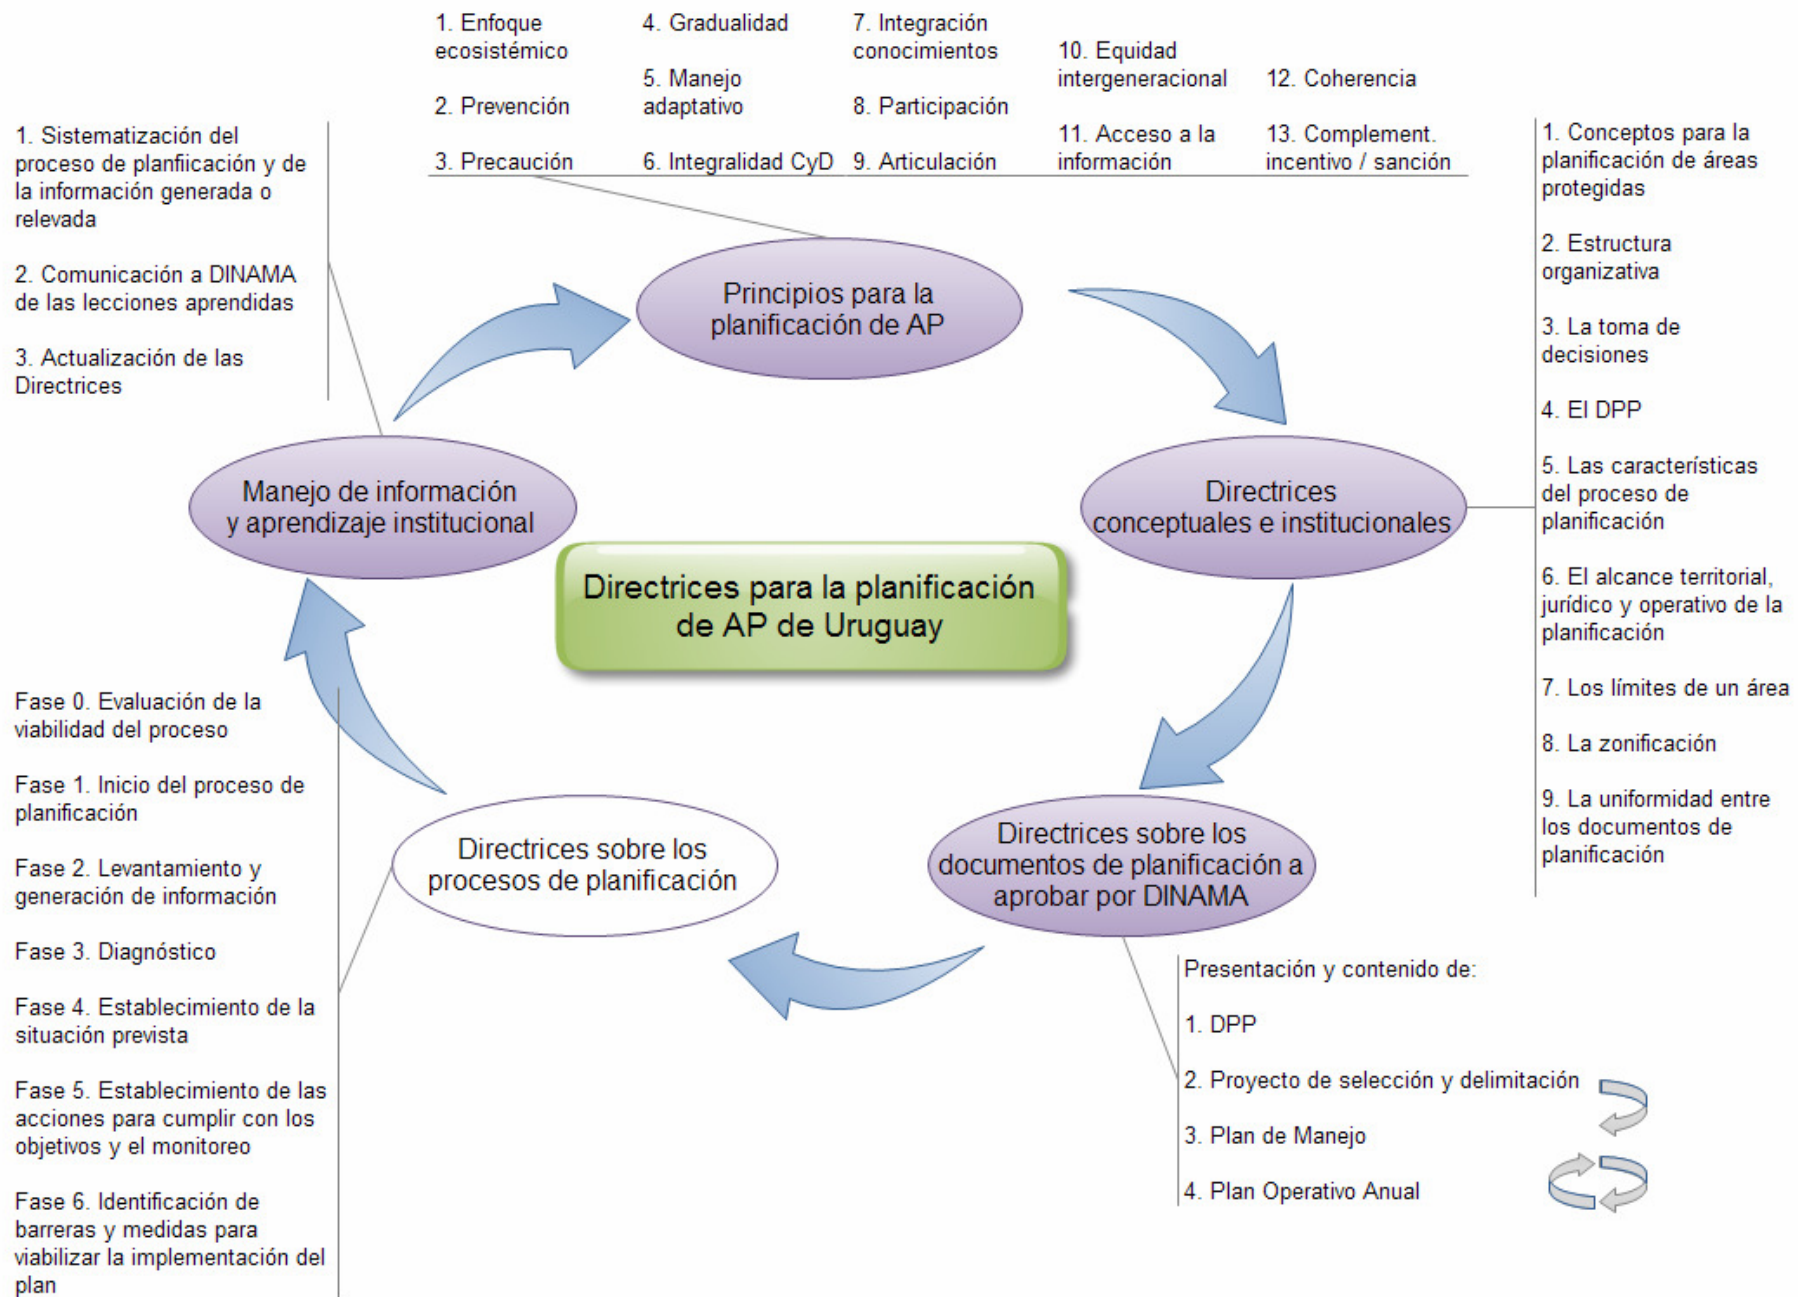 1. Enfoque
ecosistémico
2. Prevención
3. Precaución
4. Gradualidad
5. Manejo
adaptativo
6. Integralidad CyD
7. Integración
conocimientos
8. Participación
9. Articulación
10. Equidad
intergeneracional
11. Acceso a la
información
12. Coherencia
13. Complement.
incentivo / sanción
1. Sistematización del
proceso de planfiicación y de
la información generada o
relevada
2. Comunicación a DINAMA
de las lecciones aprendidas
3. Actualización de las
Directrices
Principios para la
planificación de AP
1. Conceptos para la
planificación de áreas
protegidas
2. Estructura
organizativa
3. La toma de
decisiones
4. El DPP
5. Las características
del proceso de
planificación
6. El alcance territorial,
jurídico y operativo de la
planificación
7. Los límites de un área
8. La zonificación
9. La uniformidad entre
los documentos de
planificación
Manejo de información
y aprendizaje institucional
Directrices
conceptuales e institucionales
Directrices para la planificación
de AP de Uruguay
Fase 0. Evaluación de la
viabilidad del proceso
Fase 1. Inicio del proceso de
planificación
Fase 2. Levantamiento y
generación de información
Fase 3. Diagnóstico
Fase 4. Establecimiento de la
situación prevista
Fase 5. Establecimiento de las
acciones para cumplir con los
objetivos y el monitoreo
Fase 6. Identificación de
barreras y medidas para
viabilizar la implementación del
plan
Directrices sobre los
procesos de planificación
Directrices sobre los
documentos de planificación a
aprobar por DINAMA
Presentación y contenido de:
1. DPP
2. Proyecto de selección y delimitación
3. Plan de Manejo
4. Plan Operativo Anual